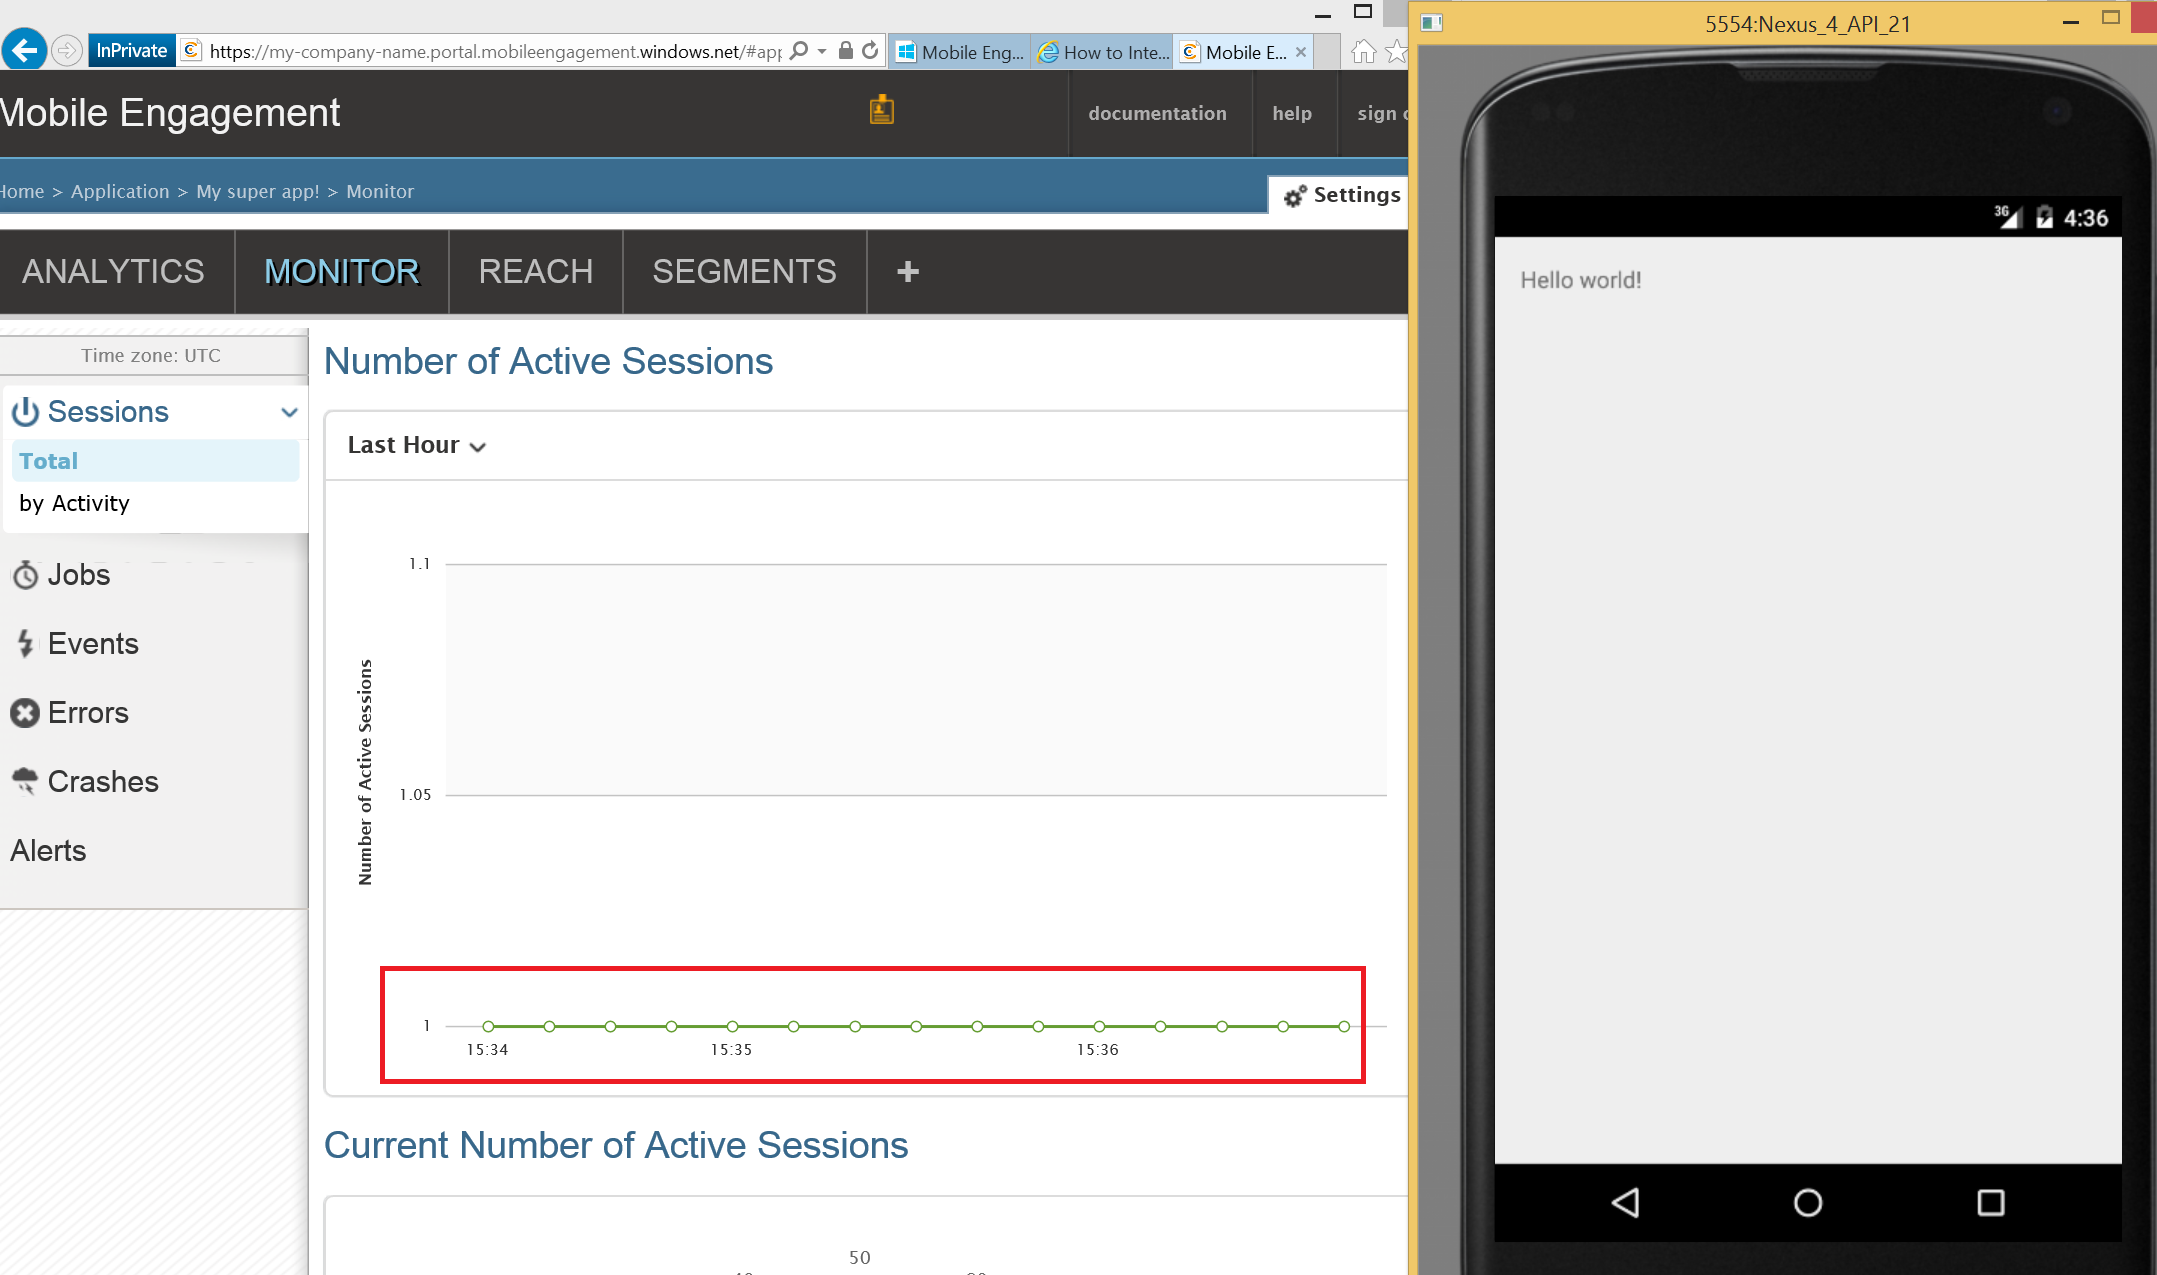 5554:Nexus_4_API_21
InPrivate
https://my-company-name.portal.mobileengagement.windows.net/#app
Mobile Eng...
How to Inte...
Mobile E...
Mobile Engagement
documentation
help
sign
Home > Application > My super app! > Monitor
Settings
ANALYTICS
MONITOR
REACH
SEGMENTS
+
Time zone: UTC
Sessions
Total
by Activity
Jobs
Events
Errors
Crashes
Alerts
Number of Active Sessions
Last Hour
1.1
1.05
1
Number of Active Sessions
15:34
15:35
15:36
Current Number of Active Sessions
50
3G
4:36
Hello world!